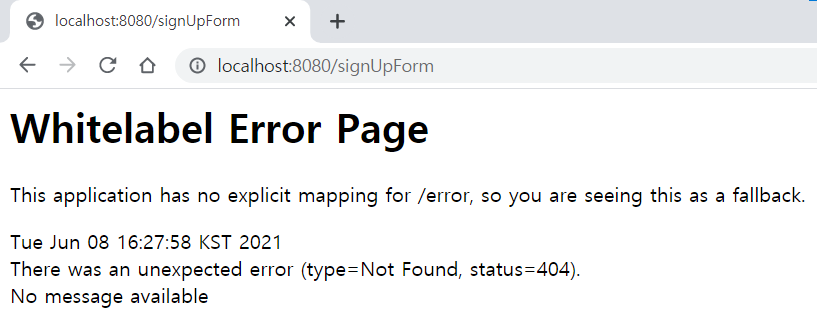 localhost:8080/signUpForm
localhost:8080/signUpForm
Whitelabel Error Page
This application has no explicit mapping for /error, so you are seeing this as a fallback.
Tue Jun 08 16:27:58 KST 2021
There was an unexpected error (type=Not Found, status=404).
No message available